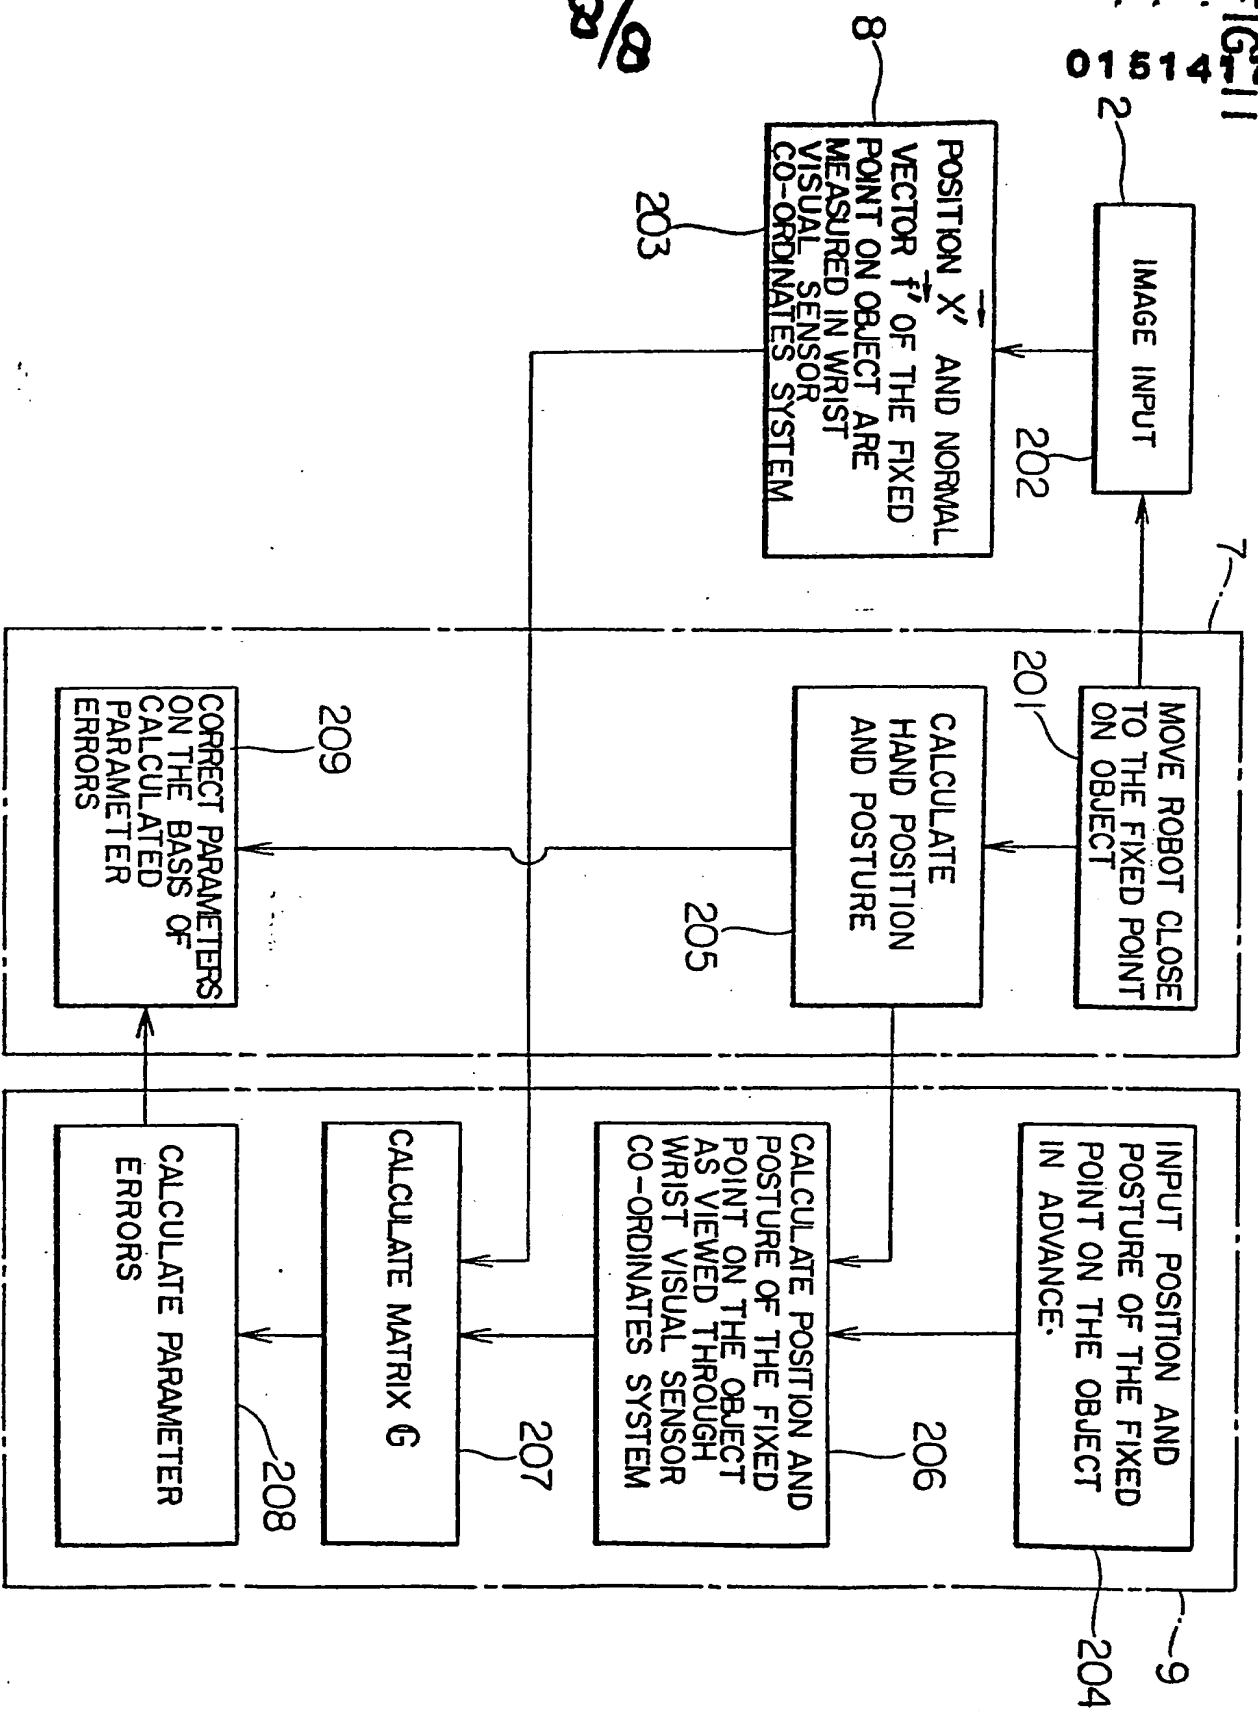 0151417
FIG. 11
8/8
2
IMAGE INPUT
202
8
POSITION X' AND NORMAL
VECTOR f' OF THE FIXED
POINT ON OBJECT ARE
MEASURED IN WRIST
VISUAL SENSOR
CO-ORDINATES SYSTEM
203
7
MOVE ROBOT CLOSE
TO THE FIXED POINT
ON OBJECT
201
CALCULATE
HAND POSITION
AND POSTURE
205
209
CORRECT PARAMETERS
ON THE BASIS OF
CALCULATED
PARAMETER
ERRORS
9
INPUT POSITION AND
POSTURE OF THE FIXED
POINT ON THE OBJECT
IN ADVANCE.
204
206
CALCULATE POSITION AND
POSTURE OF THE FIXED
POINT ON THE OBJECT
AS VIEWED THROUGH
WRIST VISUAL SENSOR
CO-ORDINATES SYSTEM
207
CALCULATE MATRIX G
208
CALCULATE PARAMETER
ERRORS